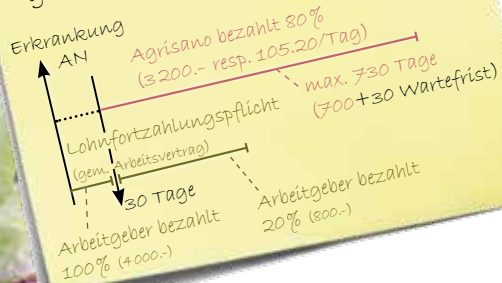 Erkrankung
AN
Agrisano bezahlt 80%
(3200.- resp. 105.20/Tag)
max. 730 Tage
(700+30 Wartefrist)
Lohnfortzahlungspflicht
(gem. Arbeitsvertrag)
30 Tage
Arbeitgeber bezahlt
100% (4000.-)
Arbeitgeber bezahlt
20% (800.-)